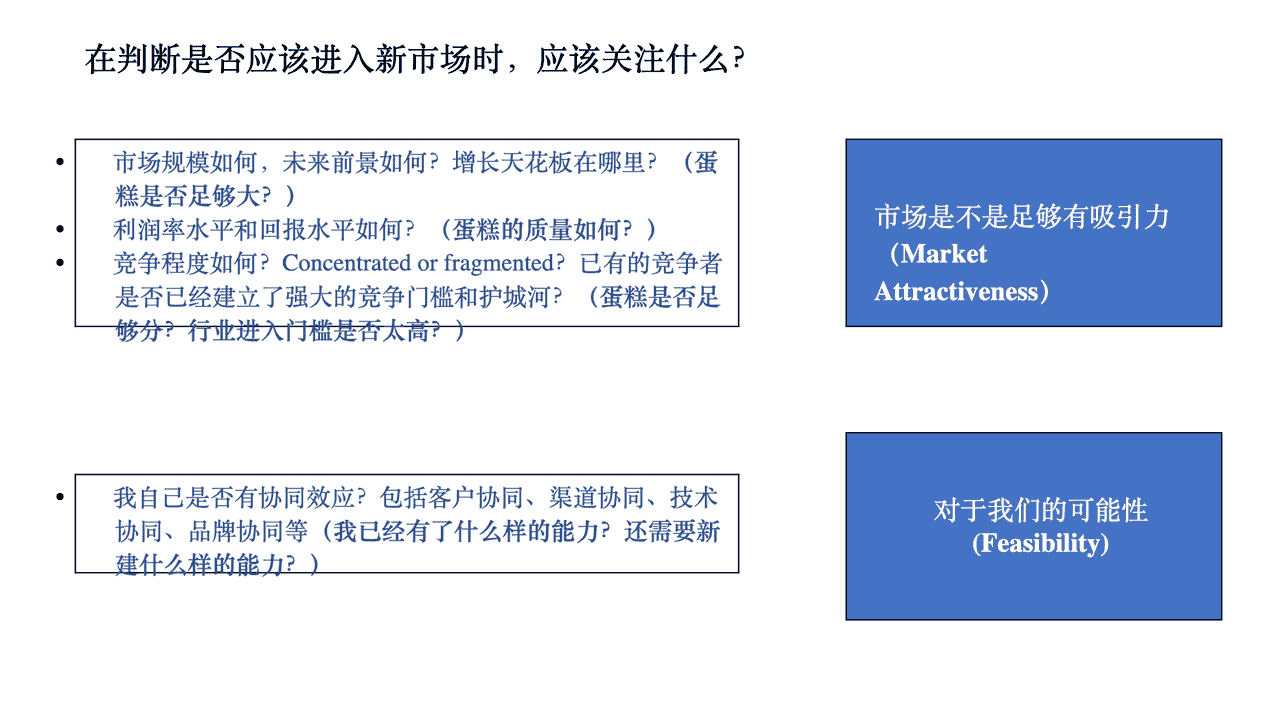 在判断是否应该进入新市场时，应该关注什么？
• 市场规模如何，未来前景如何？增长天花板在哪里？（蛋
糕是否足够大？）
• 利润率水平和回报水平如何？（蛋糕的质量如何？）
• 竞争程度如何？Concentrated or fragmented？已有的竞争者
是否已经建立了强大的竞争门槛和护城河？（蛋糕是否足
够分？行业进入门槛是否太高？）
市场是不是足够有吸引力
（Market
Attractiveness）
• 我自己是否有协同效应？包括客户协同、渠道协同、技术
协同、品牌协同等（我已经有了什么样的能力？还需要新
建什么样的能力？）
对于我们的可能性
(Feasibility)